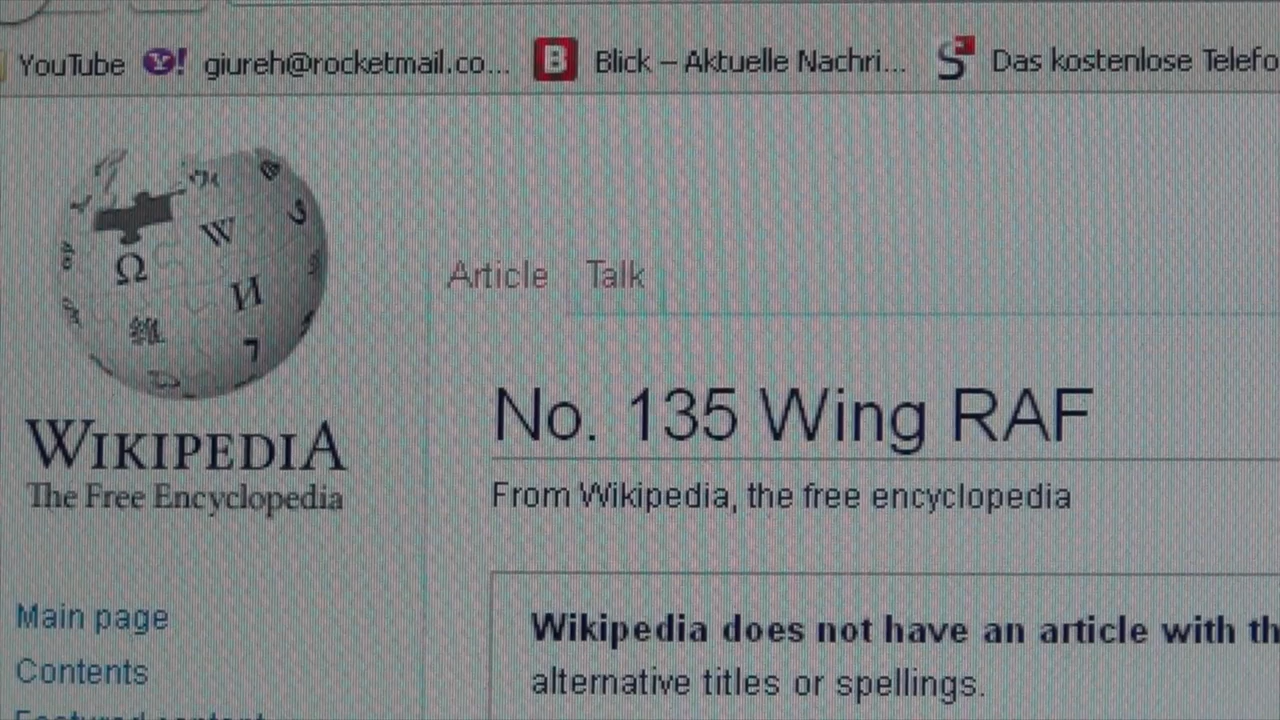 YouTube giureh@rocketmail.co... Blick – Aktuelle Nachri... Das kostenlose Telefo
Article Talk
WIKIPEDIA
The Free Encyclopedia
No. 135 Wing RAF
From Wikipedia, the free encyclopedia
Main page
Contents
Featured content
Wikipedia does not have an article with th
alternative titles or spellings.